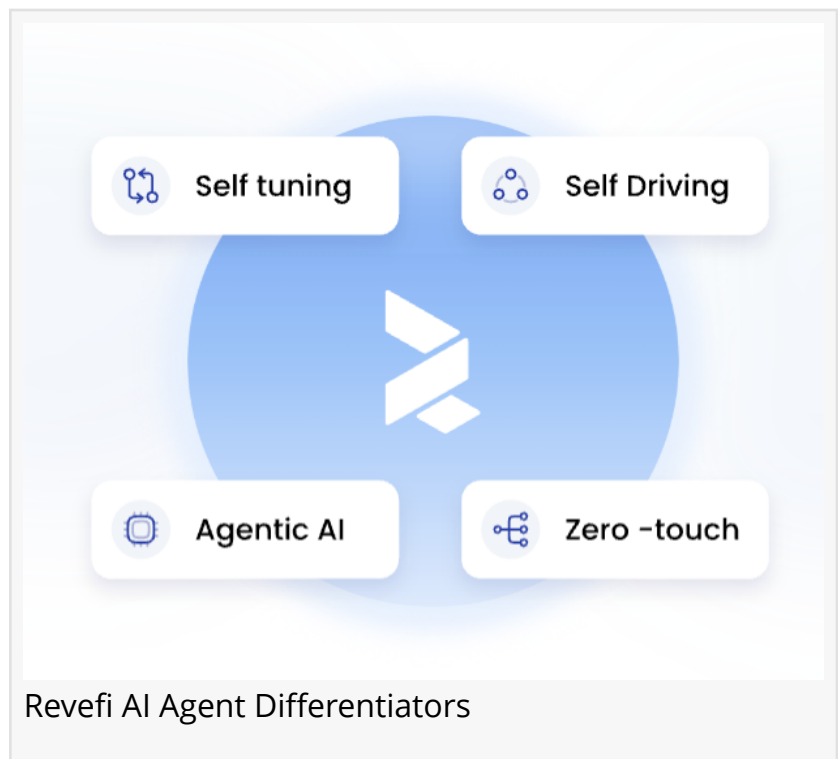 Self tuning
Self Driving
Agentic AI
Zero -touch
Revefi AI Agent Differentiators